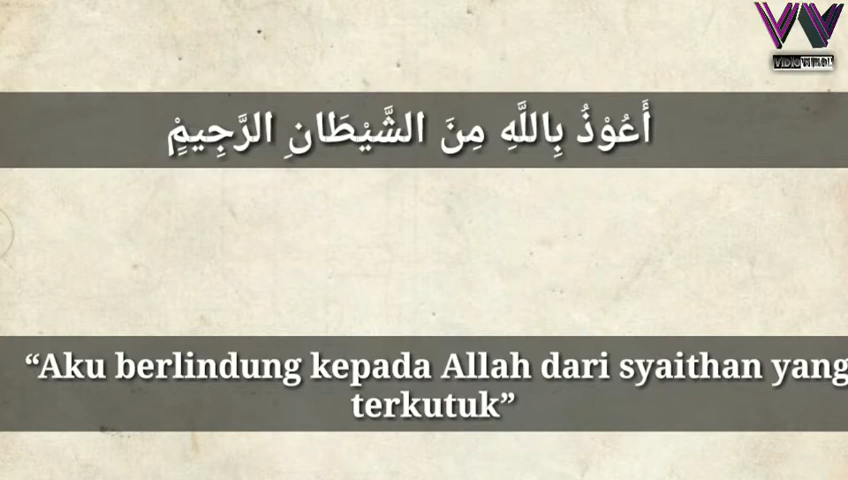 أَعُوْذُ بِاللَّهِ مِنَ الشَّيْطَانِ الرَّجِيمْ
“Aku berlindung kepada Allah dari syaithan yang
terkutuk”